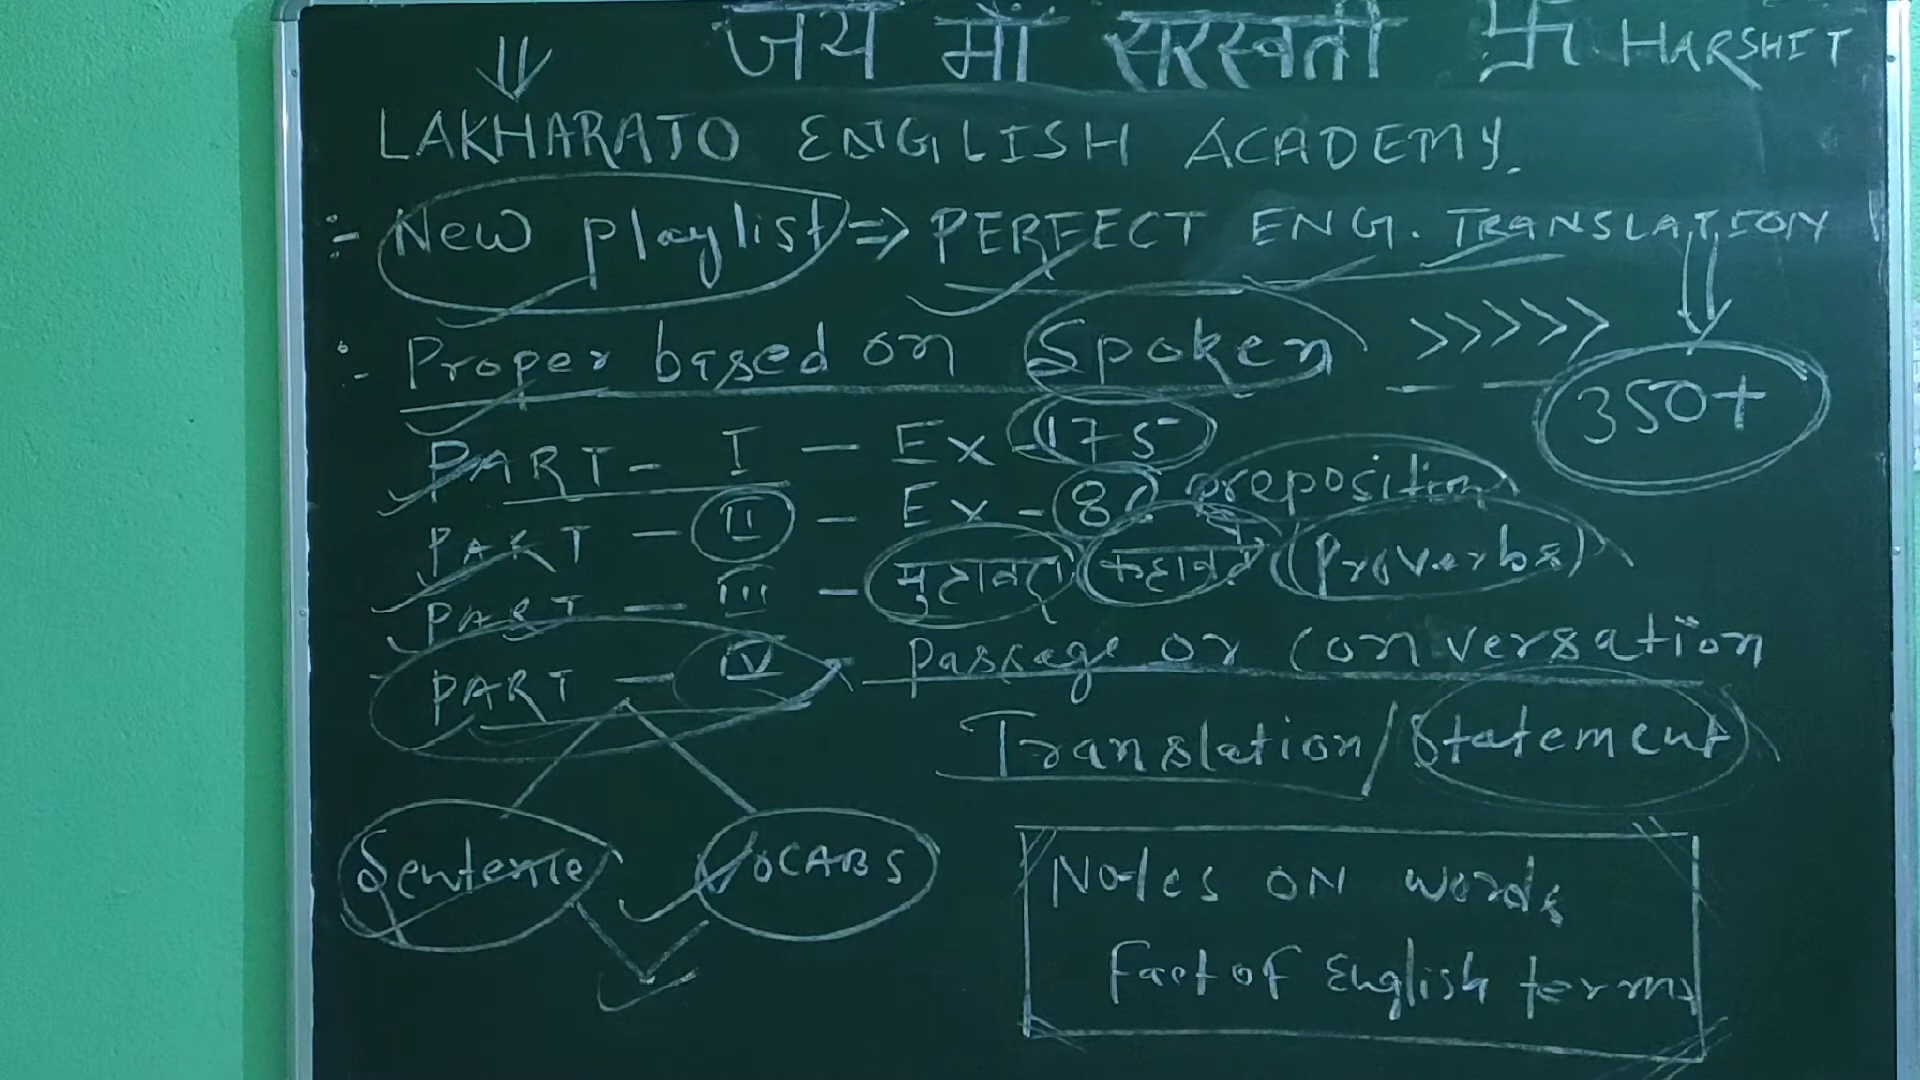 जय माँ सरस्वती 卐 HARSHIT
LAKHARATO ENGLISH ACADEMY.
:- New playlist => PERFECT ENG. TRANSLATION
:- Proper based on Spoken >>>>> 350+
PART - I - Ex - 175
PART - II - Ex - 82 preposition
PART - III - मुहावरा कहावत (Proverbs)
PART - IV - Passage or Conversation
Translation/Statement
Sentence VOCABS
Notes ON words
Fact of English terms